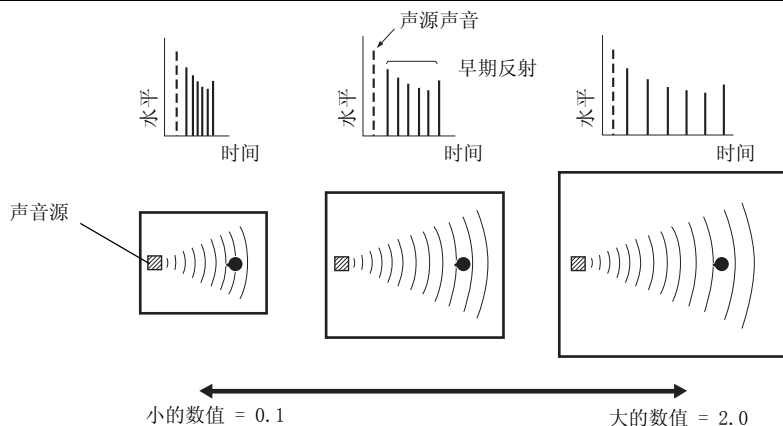 声源声音
早期反射
水平
时间
水平
时间
水平
时间
声音源
小的数值 = 0.1
大的数值 = 2.0